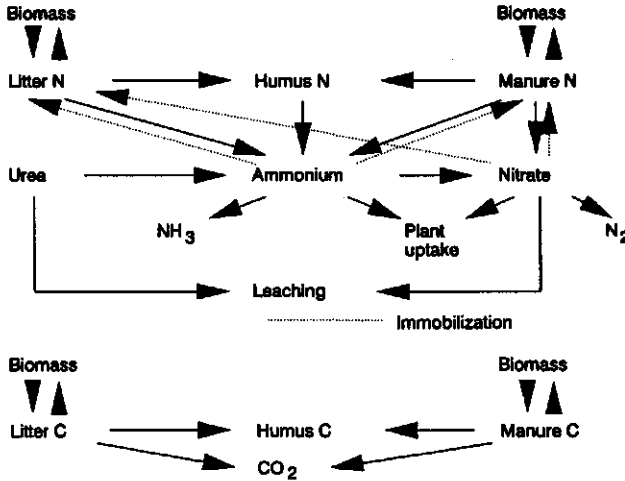 Biomass Biomass
Litter N Humus N Manure N
Urea Ammonium Nitrate
NH3 Plant uptake N2
Leaching
Immobilization
Biomass Biomass
Litter C Humus C Manure C
CO2